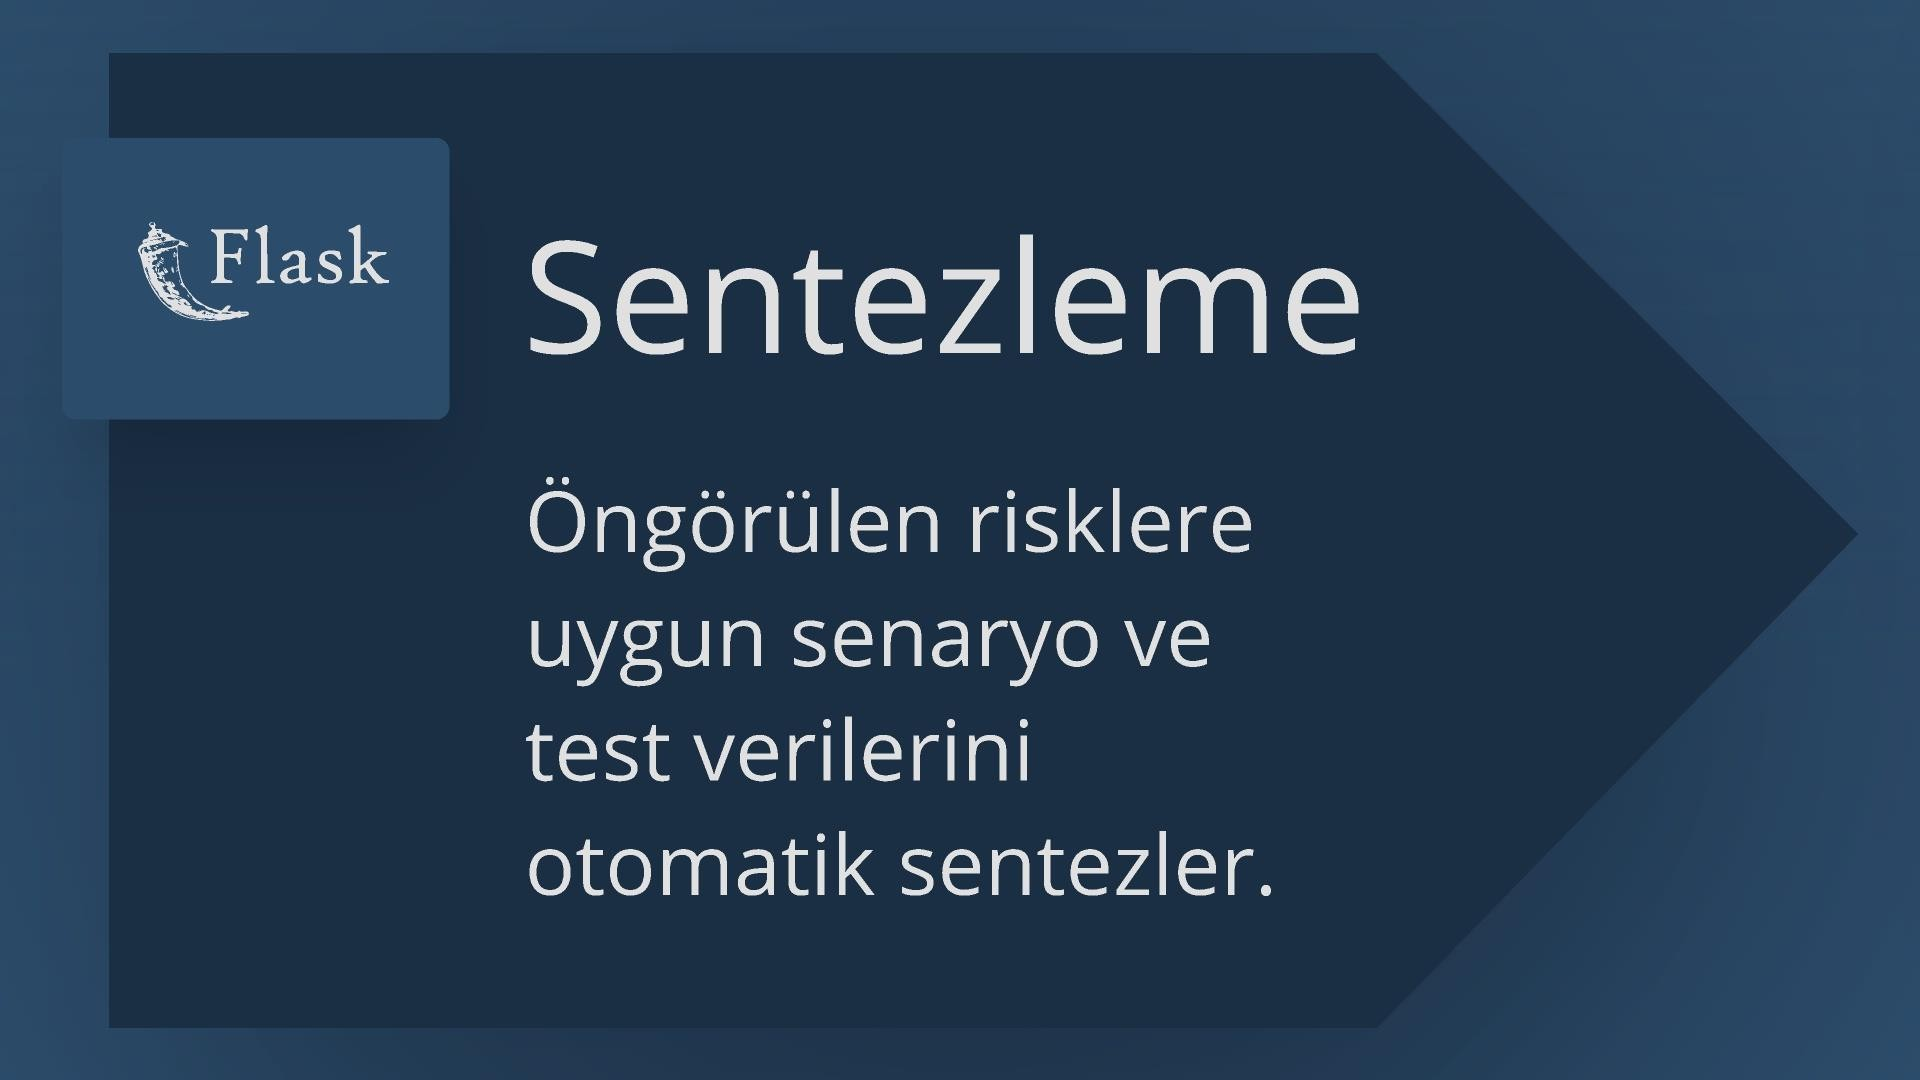 Flask
Sentezleme
Öngörülen risklere
uygun senaryo ve
test verilerini
otomatik sentezler.